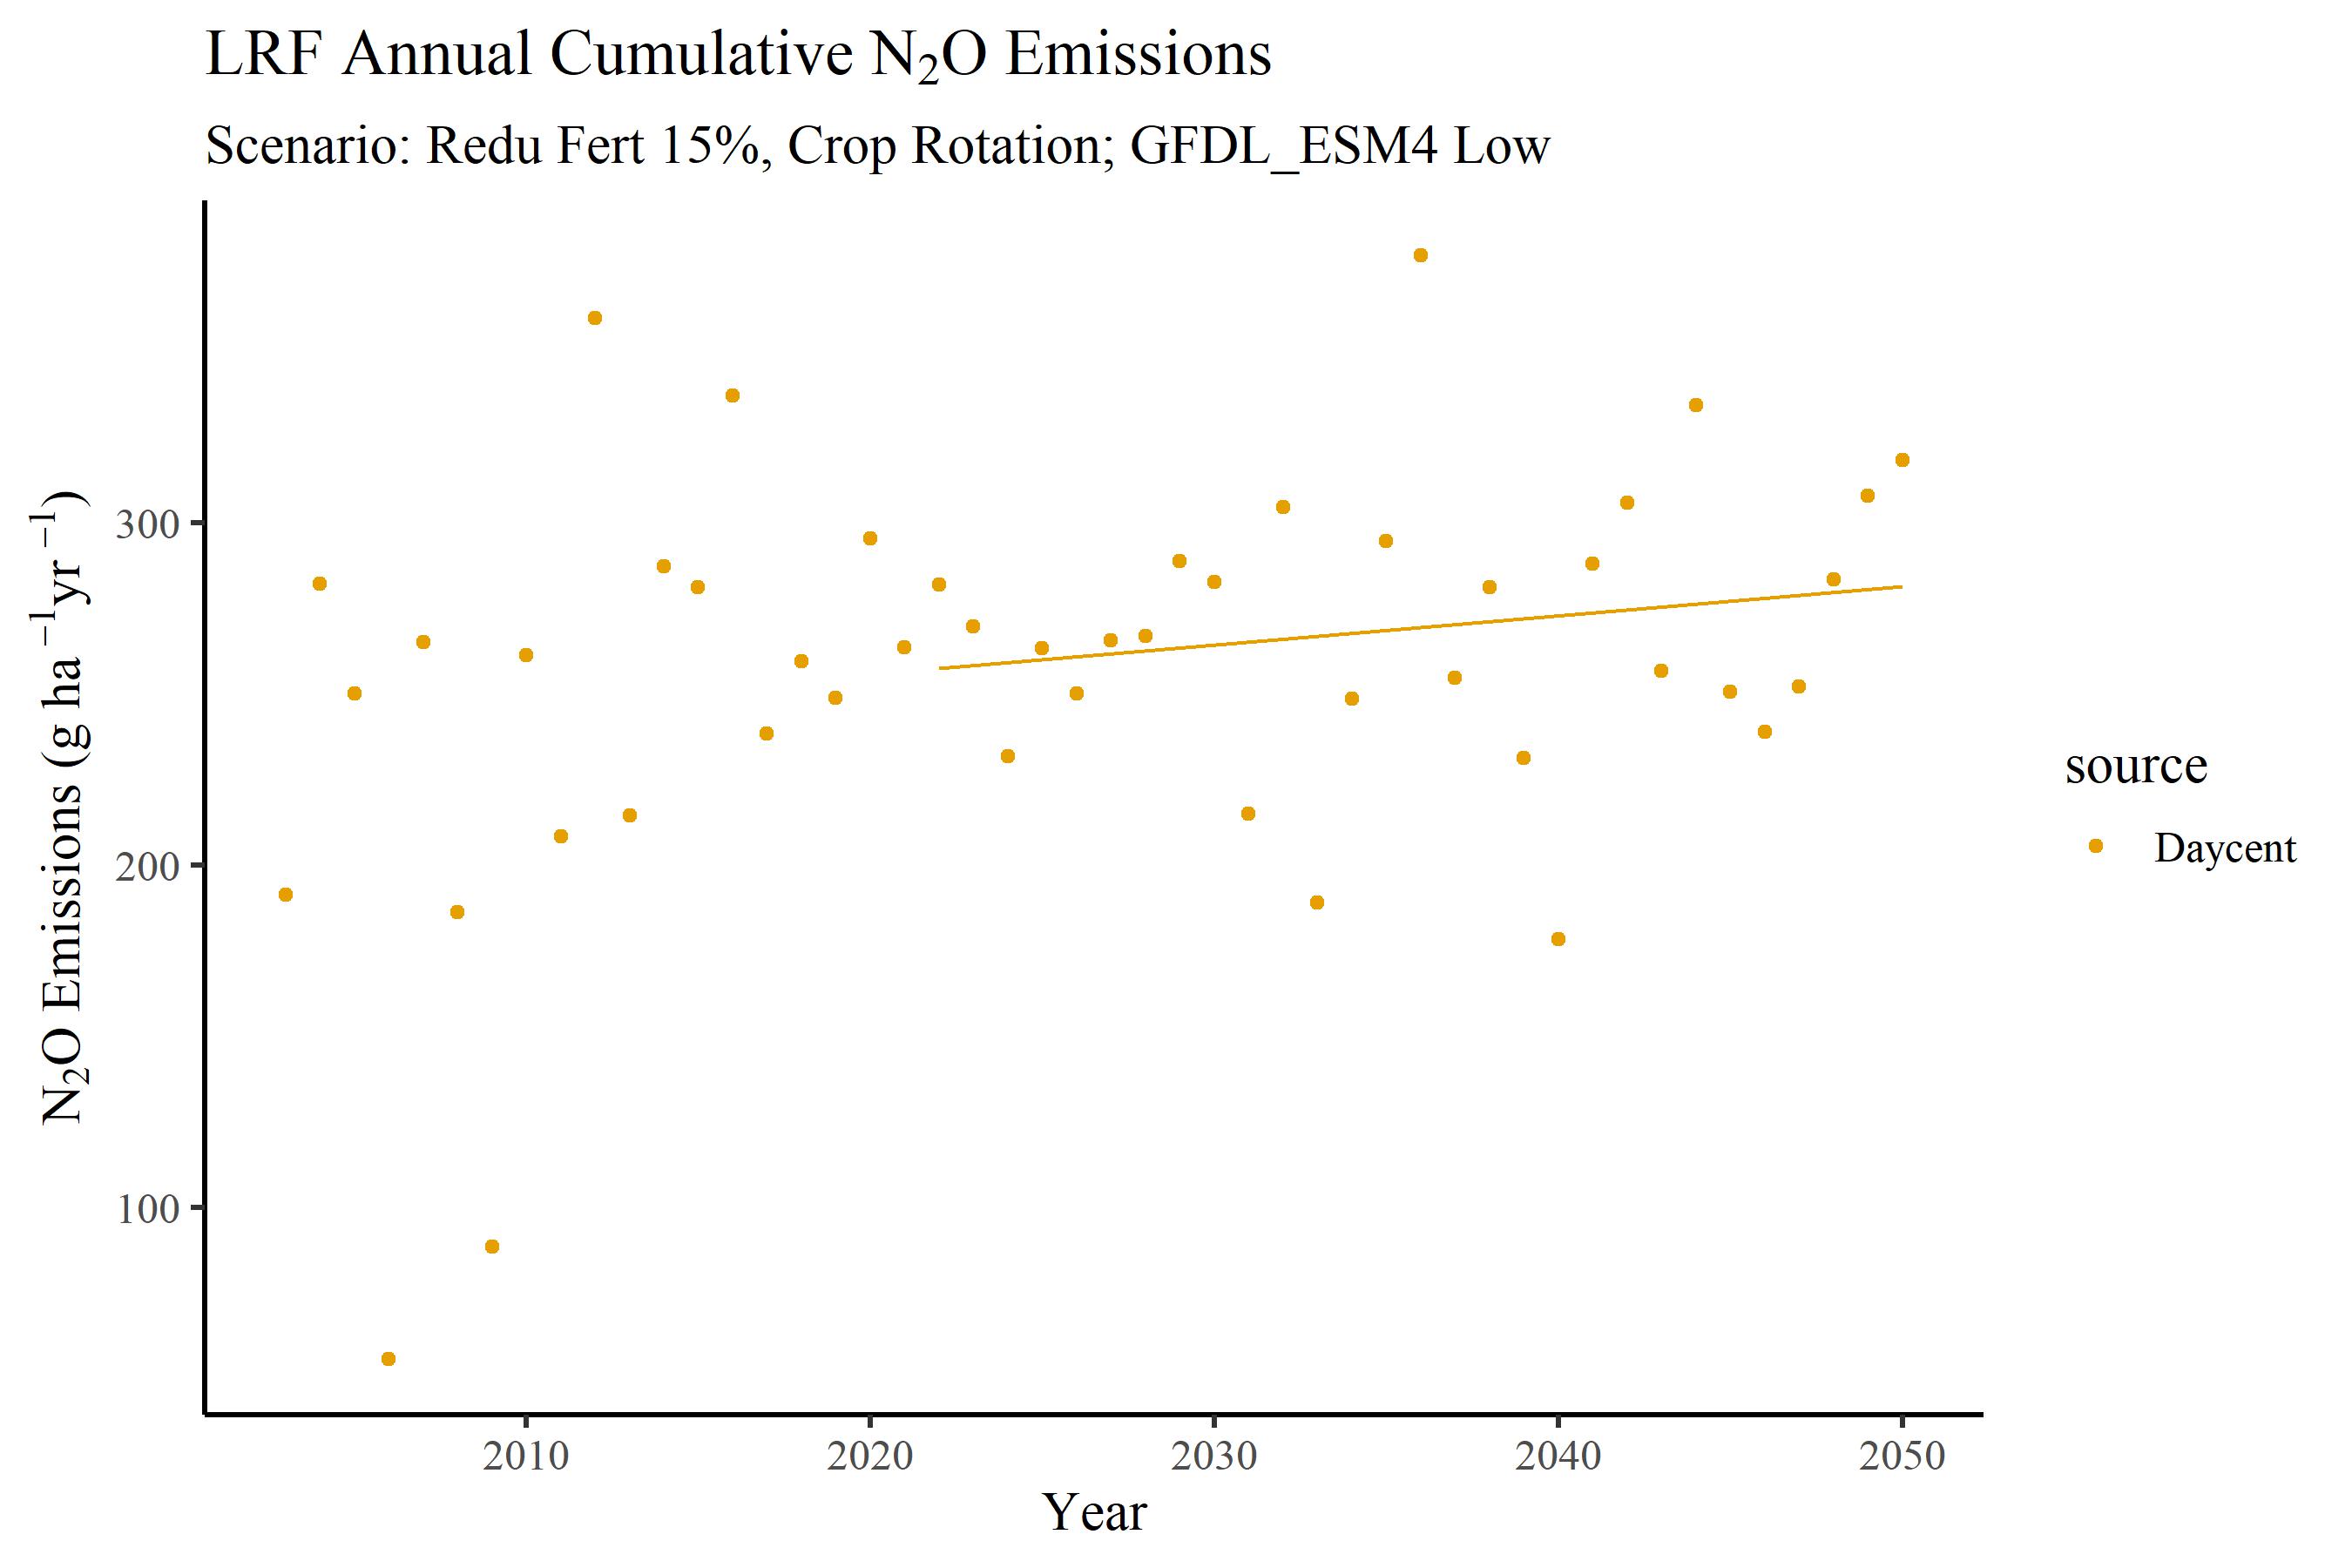 LRF Annual Cumulative N₂O Emissions
Scenario: Redu Fert 15%, Crop Rotation; GFDL_ESM4 Low
N₂O Emissions (g ha ⁻¹yr ⁻¹)
300
200
100
2010 2020 2030 2040 2050
Year
source
Daycent